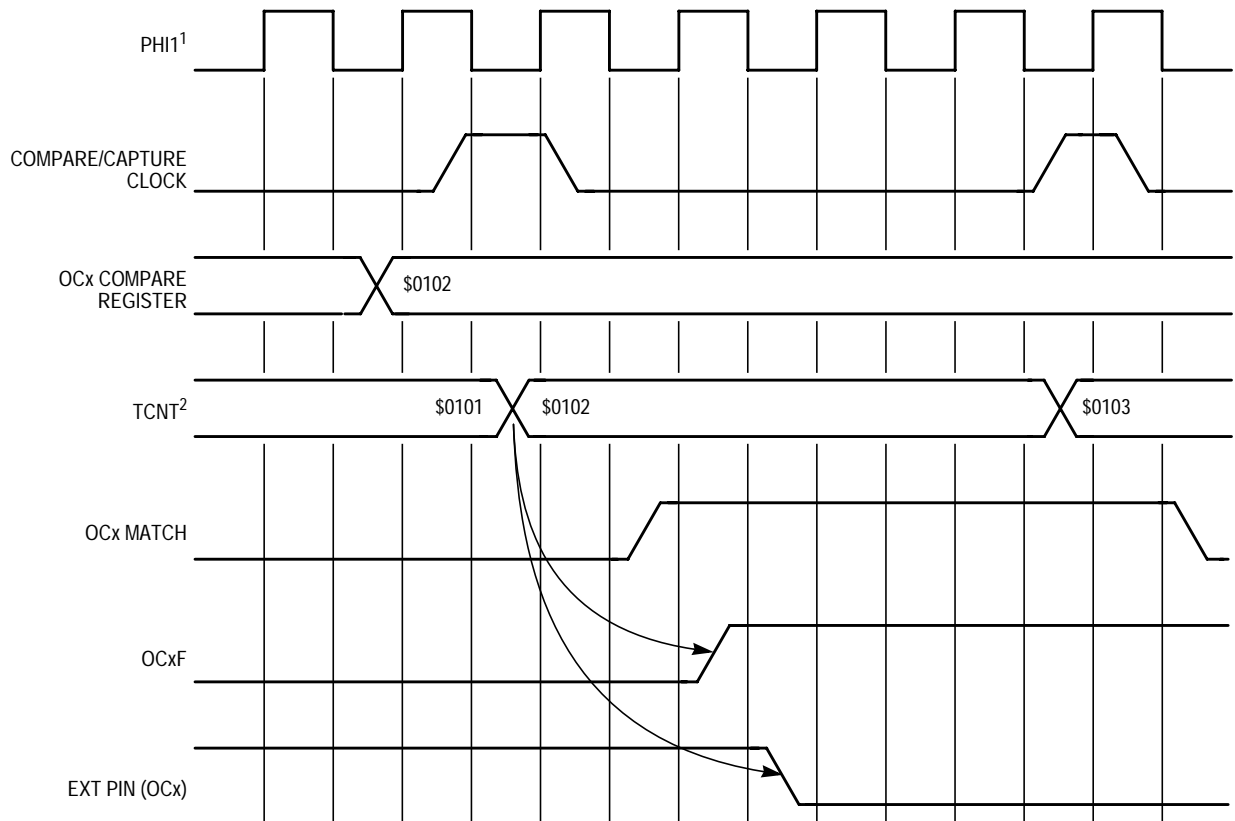 PHI1¹
COMPARE/CAPTURE
CLOCK
OCx COMPARE
REGISTER
$0102
TCNT²
$0101
$0102
$0103
OCx MATCH
OCxF
EXT PIN (OCx)